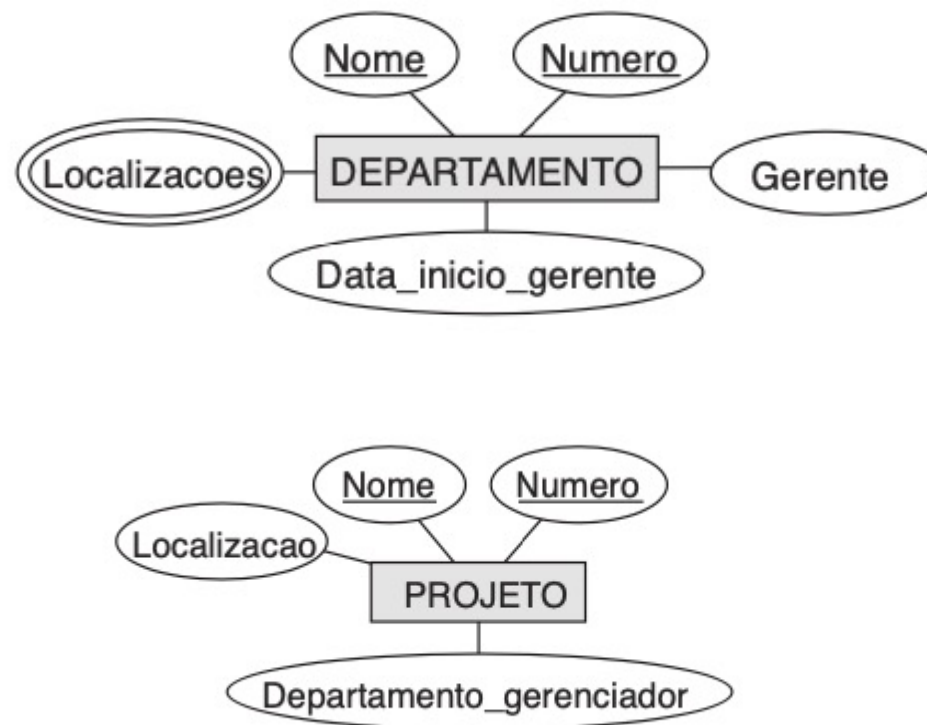 Nome
Numero
Localizacoes
DEPARTAMENTO
Gerente
Data_inicio_gerente
Nome
Numero
Localizacao
PROJETO
Departamento_gerenciador